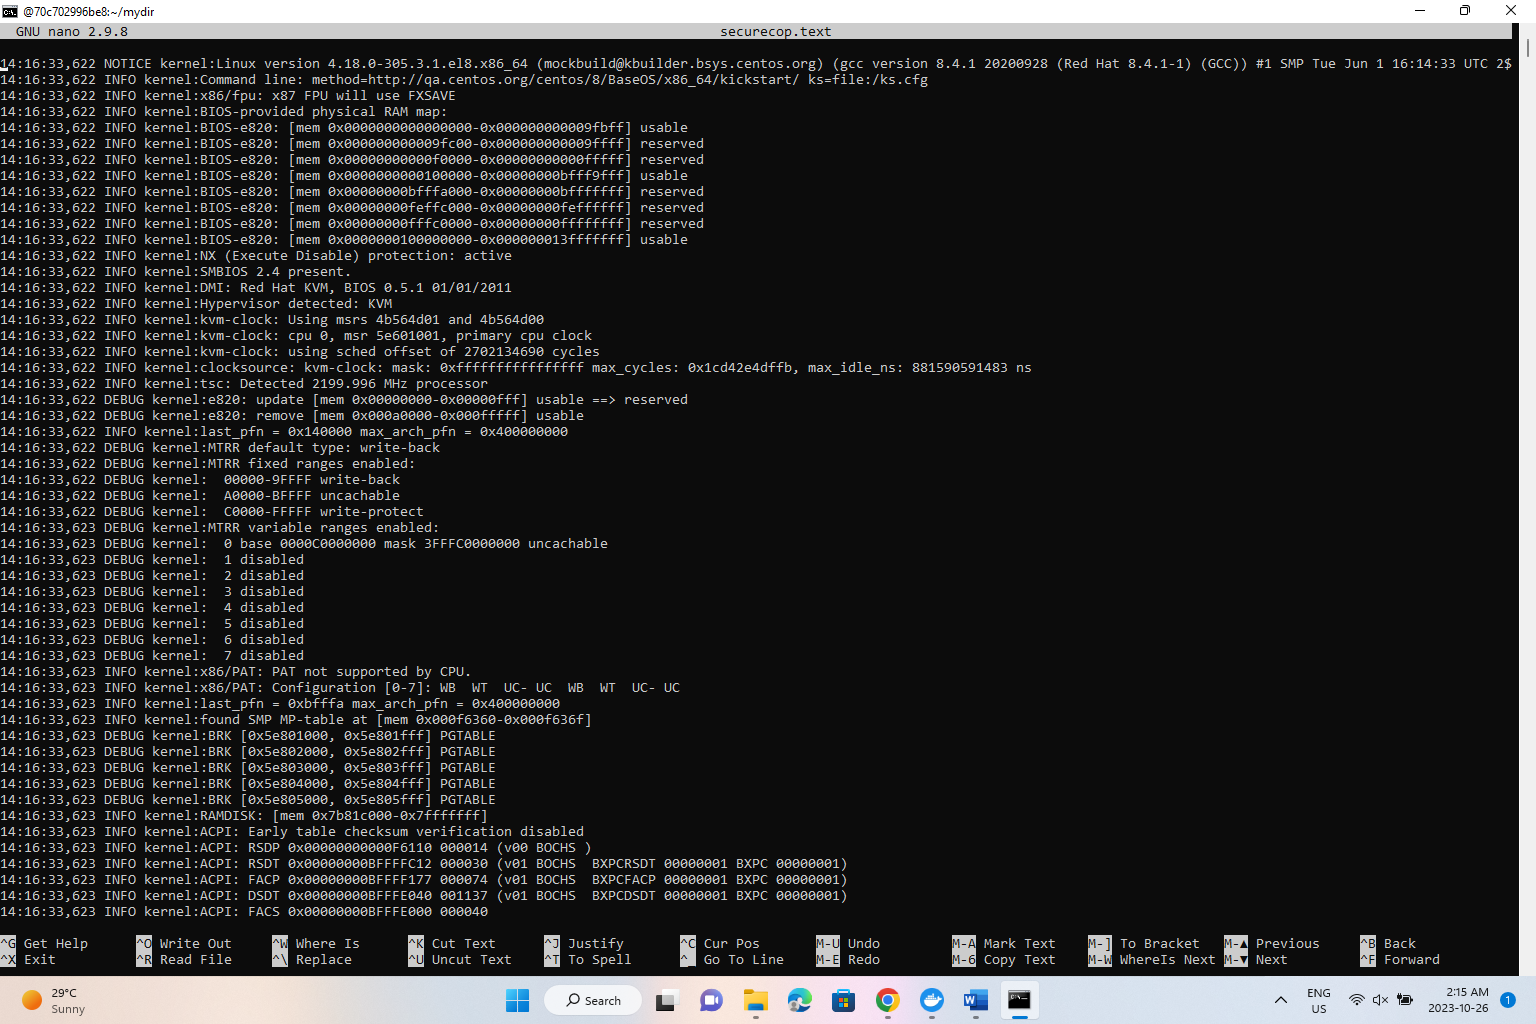 @70c702996be8:~/mydir
GNU nano 2.9.8 securecop.text
14:16:33,622 NOTICE kernel:Linux version 4.18.0-305.3.1.el8.x86_64 (mockbuild@kbuilder.bsys.centos.org) (gcc version 8.4.1 20200928 (Red Hat 8.4.1-1) (GCC)) #1 SMP Tue Jun 1 16:14:33 UTC 2$
14:16:33,622 INFO kernel:Command line: method=http://qa.centos.org/centos/8/BaseOS/x86_64/kickstart/ ks=file:/ks.cfg
14:16:33,622 INFO kernel:x86/fpu: x87 FPU will use FXSAVE
14:16:33,622 INFO kernel:BIOS-provided physical RAM map:
14:16:33,622 INFO kernel:BIOS-e820: [mem 0x0000000000000000-0x000000000009fbff] usable
14:16:33,622 INFO kernel:BIOS-e820: [mem 0x000000000009fc00-0x000000000009ffff] reserved
14:16:33,622 INFO kernel:BIOS-e820: [mem 0x00000000000f0000-0x00000000000fffff] reserved
14:16:33,622 INFO kernel:BIOS-e820: [mem 0x0000000000100000-0x00000000bfff9fff] usable
14:16:33,622 INFO kernel:BIOS-e820: [mem 0x00000000bfffa000-0x00000000bfffffff] reserved
14:16:33,622 INFO kernel:BIOS-e820: [mem 0x00000000feffc000-0x00000000feffffff] reserved
14:16:33,622 INFO kernel:BIOS-e820: [mem 0x00000000fffc0000-0x00000000ffffffff] reserved
14:16:33,622 INFO kernel:BIOS-e820: [mem 0x0000000100000000-0x000000013fffffff] usable
14:16:33,622 INFO kernel:NX (Execute Disable) protection: active
14:16:33,622 INFO kernel:SMBIOS 2.4 present.
14:16:33,622 INFO kernel:DMI: Red Hat KVM, BIOS 0.5.1 01/01/2011
14:16:33,622 INFO kernel:Hypervisor detected: KVM
14:16:33,622 INFO kernel:kvm-clock: Using msrs 4b564d01 and 4b564d00
14:16:33,622 INFO kernel:kvm-clock: cpu 0, msr 5e601001, primary cpu clock
14:16:33,622 INFO kernel:kvm-clock: using sched offset of 2702134690 cycles
14:16:33,622 INFO kernel:clocksource: kvm-clock: mask: 0xffffffffffffffff max_cycles: 0x1cd42e4dffb, max_idle_ns: 881590591483 ns
14:16:33,622 INFO kernel:tsc: Detected 2199.996 MHz processor
14:16:33,622 DEBUG kernel:e820: update [mem 0x00000000-0x00000fff] usable ==> reserved
14:16:33,622 DEBUG kernel:e820: remove [mem 0x000a0000-0x000fffff] usable
14:16:33,622 INFO kernel:last_pfn = 0x140000 max_arch_pfn = 0x400000000
14:16:33,622 DEBUG kernel:MTRR default type: write-back
14:16:33,622 DEBUG kernel:MTRR fixed ranges enabled:
14:16:33,622 DEBUG kernel:  00000-9FFFF write-back
14:16:33,622 DEBUG kernel:  A0000-BFFFF uncachable
14:16:33,622 DEBUG kernel:  C0000-FFFFF write-protect
14:16:33,623 DEBUG kernel:MTRR variable ranges enabled:
14:16:33,623 DEBUG kernel:  0 base 0000C0000000 mask 3FFFC0000000 uncachable
14:16:33,623 DEBUG kernel:  1 disabled
14:16:33,623 DEBUG kernel:  2 disabled
14:16:33,623 DEBUG kernel:  3 disabled
14:16:33,623 DEBUG kernel:  4 disabled
14:16:33,623 DEBUG kernel:  5 disabled
14:16:33,623 DEBUG kernel:  6 disabled
14:16:33,623 DEBUG kernel:  7 disabled
14:16:33,623 INFO kernel:x86/PAT: PAT not supported by CPU.
14:16:33,623 INFO kernel:x86/PAT: Configuration [0-7]: WB  WT  UC- UC  WB  WT  UC- UC
14:16:33,623 INFO kernel:last_pfn = 0xbfffa max_arch_pfn = 0x400000000
14:16:33,623 INFO kernel:found SMP MP-table at [mem 0x000f6360-0x000f636f]
14:16:33,623 DEBUG kernel:BRK [0x5e801000, 0x5e801fff] PGTABLE
14:16:33,623 DEBUG kernel:BRK [0x5e802000, 0x5e802fff] PGTABLE
14:16:33,623 DEBUG kernel:BRK [0x5e803000, 0x5e803fff] PGTABLE
14:16:33,623 DEBUG kernel:BRK [0x5e804000, 0x5e804fff] PGTABLE
14:16:33,623 DEBUG kernel:BRK [0x5e805000, 0x5e805fff] PGTABLE
14:16:33,623 INFO kernel:RAMDISK: [mem 0x7b81c000-0x7fffffff]
14:16:33,623 INFO kernel:ACPI: Early table checksum verification disabled
14:16:33,623 INFO kernel:ACPI: RSDP 0x00000000000F6110 000014 (v00 BOCHS )
14:16:33,623 INFO kernel:ACPI: RSDT 0x00000000BFFFFC12 000030 (v01 BOCHS  BXPCRSDT 00000001 BXPC 00000001)
14:16:33,623 INFO kernel:ACPI: FACP 0x00000000BFFFF177 000074 (v01 BOCHS  BXPCFACP 00000001 BXPC 00000001)
14:16:33,623 INFO kernel:ACPI: DSDT 0x00000000BFFFE040 001137 (v01 BOCHS  BXPCDSDT 00000001 BXPC 00000001)
14:16:33,623 INFO kernel:ACPI: FACS 0x00000000BFFFE000 000040
^G Get Help ^O Write Out ^W Where Is ^K Cut Text ^J Justify ^C Cur Pos M-U Undo M-A Mark Text M-] To Bracket M-▲ Previous ^B Back
^X Exit ^R Read File ^\ Replace ^U Uncut Text ^T To Spell ^_ Go To Line M-E Redo M-6 Copy Text M-W WhereIs Next M-▼ Next ^F Forward
29°C
Sunny
Search
ENG
US
2:15 AM
2023-10-26
1